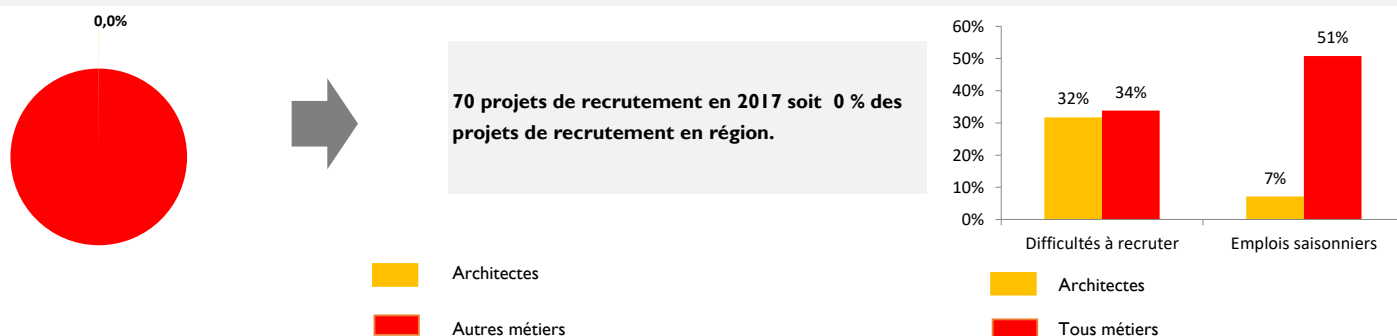 0,0%
70 projets de recrutement en 2017 soit 0 % des
projets de recrutement en région.
Architectes
Autres métiers
60%
50%
40%
30%
20%
10%
0%
32%
34%
7%
51%
Difficultés à recruter
Emplois saisonniers
Architectes
Tous métiers